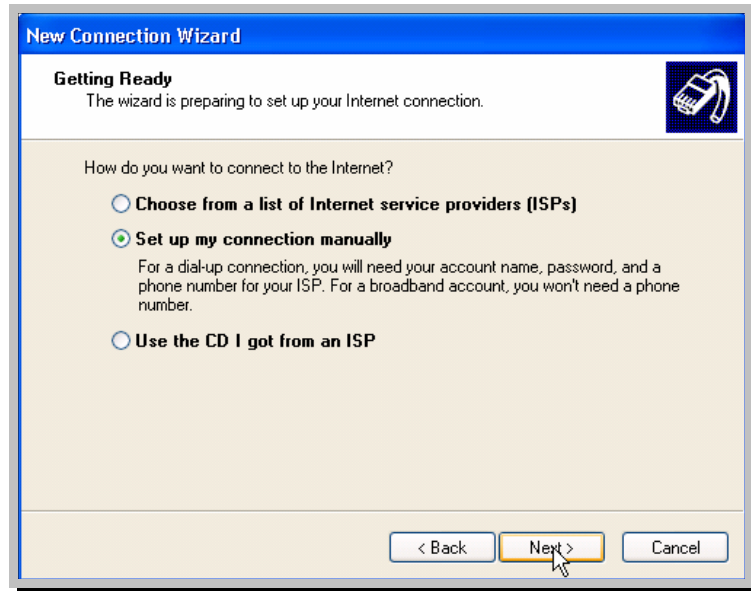 New Connection Wizard
Getting Ready
The wizard is preparing to set up your Internet connection.
How do you want to connect to the Internet?
Choose from a list of Internet service providers (ISPs)
Set up my connection manually
For a dial-up connection, you will need your account name, password, and a
phone number for your ISP. For a broadband account, you won't need a phone
number.
Use the CD I got from an ISP
< Back
Next >
Cancel